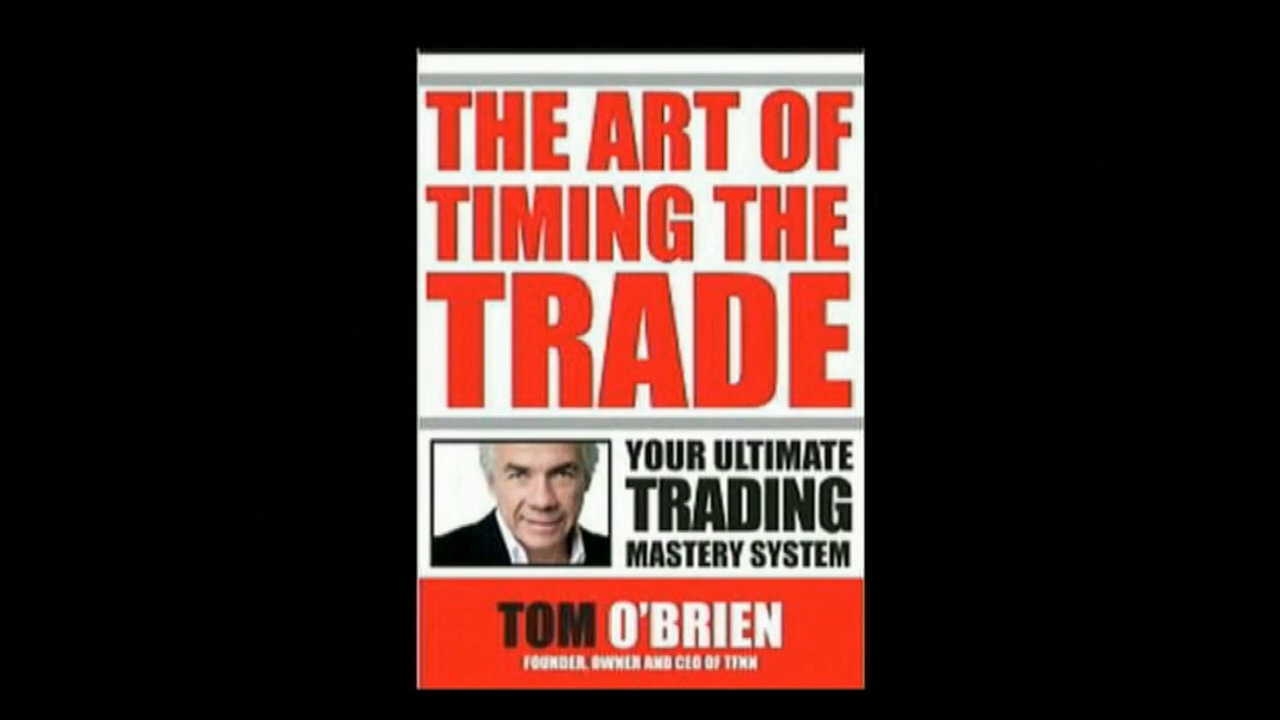 THE ART OF
TIMING THE
TRADE
YOUR ULTIMATE
TRADING
MASTERY SYSTEM
TOM O'BRIEN
FOUNDER, OWNER AND CEO OF TFNN